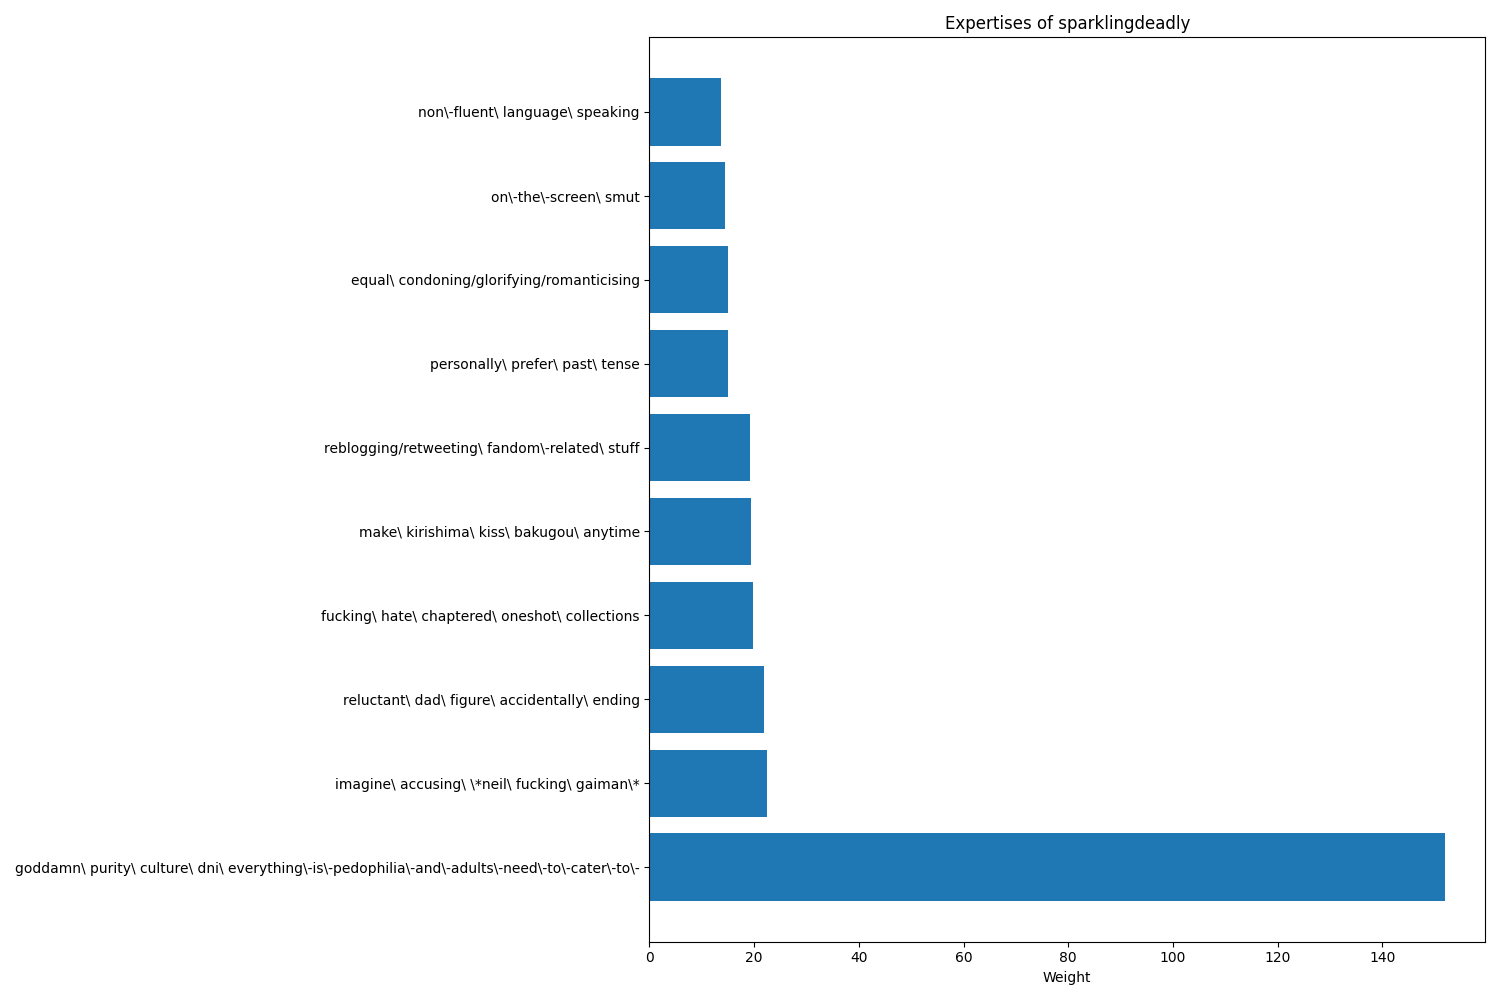 Expertises of sparklingdeadly
non\-fluent\ language\ speaking
on\-the\-screen\ smut
equal\ condoning/glorifying/romanticising
personally\ prefer\ past\ tense
reblogging/retweeting\ fandom\-related\ stuff
make\ kirishima\ kiss\ bakugou\ anytime
fucking\ hate\ chaptered\ oneshot\ collections
reluctant\ dad\ figure\ accidentally\ ending
imagine\ accusing\ \*neil\ fucking\ gaiman\*
goddamn\ purity\ culture\ dni\ everything\-is\-pedophilia\-and\-adults\-need\-to\-cater\-to\-
0 20 40 60 80 100 120 140
Weight